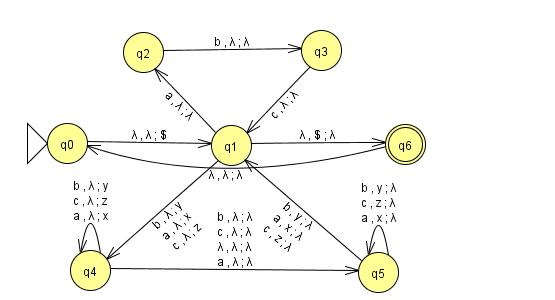 q2
b , λ ; λ
q3
a , λ ; λ
c , λ ; λ
q0
λ , λ ; $
q1
λ , $ ; λ
q6
λ , λ ; λ
b , λ ; y
c , λ ; z
a , λ ; x
b , λ ; y
a , λ ; x
c , λ ; z
b , λ ; λ
c , λ ; λ
λ , λ ; λ
a , λ ; λ
b , y ; λ
a , x ; λ
c , z ; λ
b , y ; λ
c , z ; λ
a , x ; λ
q4
q5